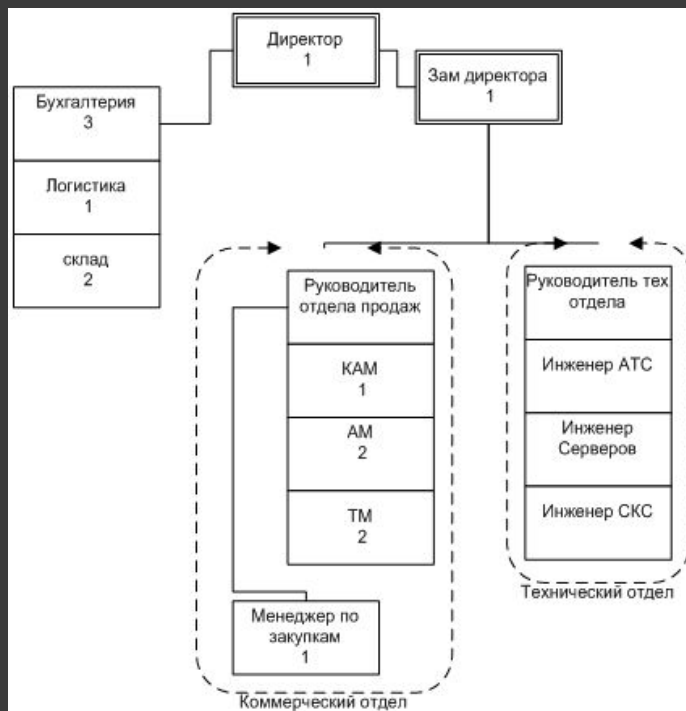 Директор
1
Зам директора
1
Бухгалтерия
3
Логистика
1
склад
2
Руководитель
отдела продаж
КАМ
1
АМ
2
ТМ
2
Менеджер по
закупкам
1
Коммерческий отдел
Руководитель тех
отдела
Инженер АТС
Инженер
Серверов
Инженер СКС
Технический отдел